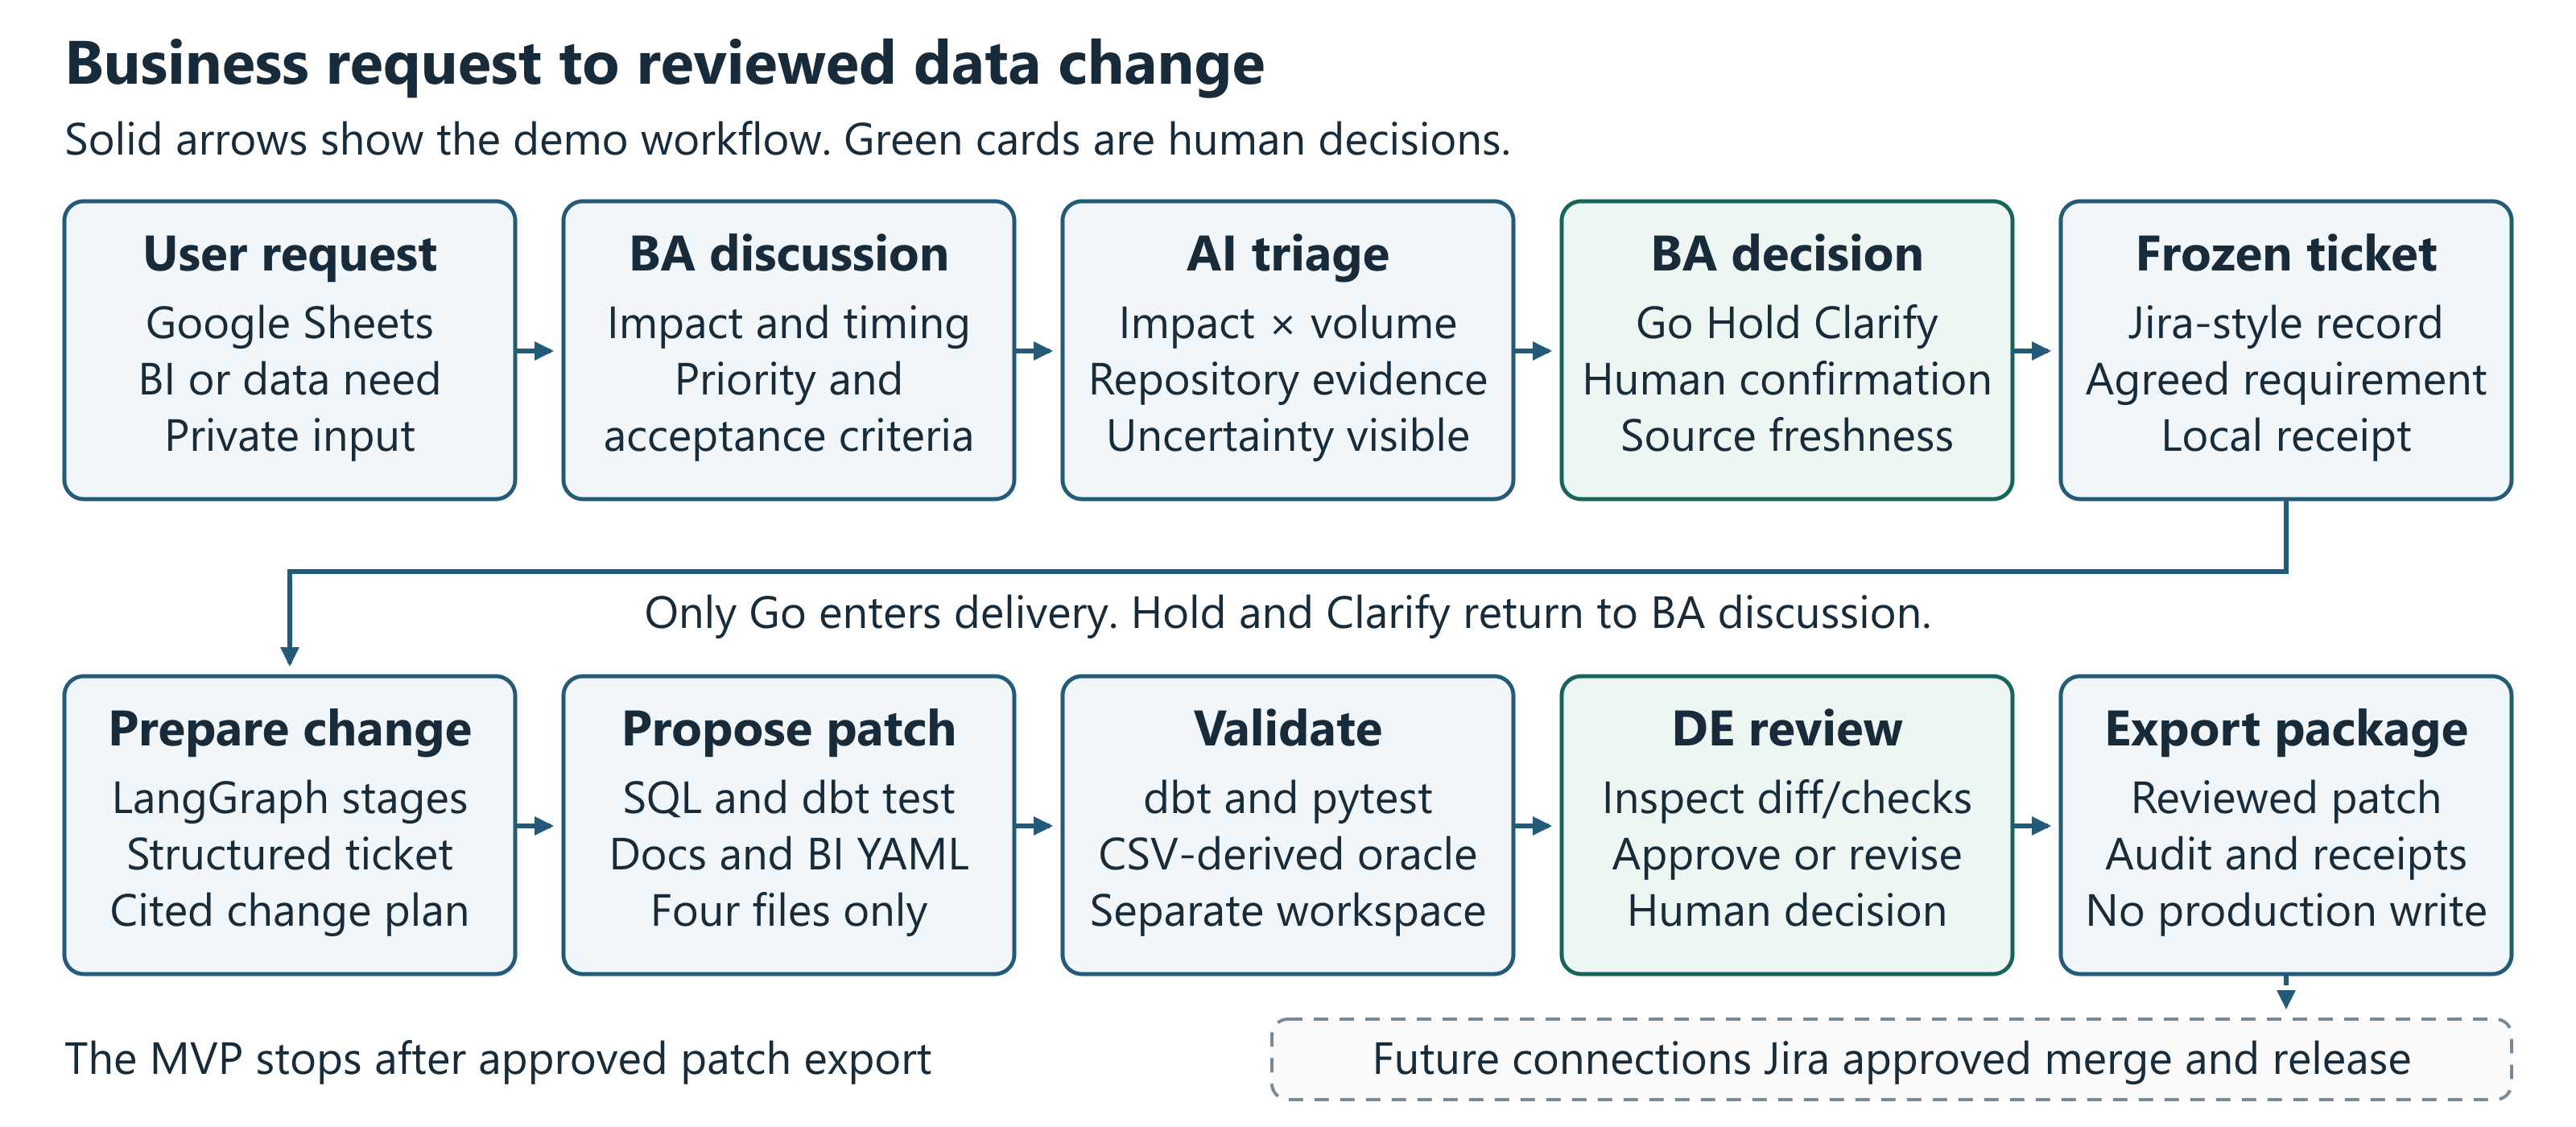 Business request to reviewed data change
Solid arrows show the demo workflow. Green cards are human decisions.
User request
Google Sheets
BI or data need
Private input
BA discussion
Impact and timing
Priority and
acceptance criteria
AI triage
Impact × volume
Repository evidence
Uncertainty visible
BA decision
Go Hold Clarify
Human confirmation
Source freshness
Frozen ticket
Jira-style record
Agreed requirement
Local receipt
Only Go enters delivery. Hold and Clarify return to BA discussion.
Prepare change
LangGraph stages
Structured ticket
Cited change plan
Propose patch
SQL and dbt test
Docs and BI YAML
Four files only
Validate
dbt and pytest
CSV-derived oracle
Separate workspace
DE review
Inspect diff/checks
Approve or revise
Human decision
Export package
Reviewed patch
Audit and receipts
No production write
The MVP stops after approved patch export
Future connections Jira approved merge and release